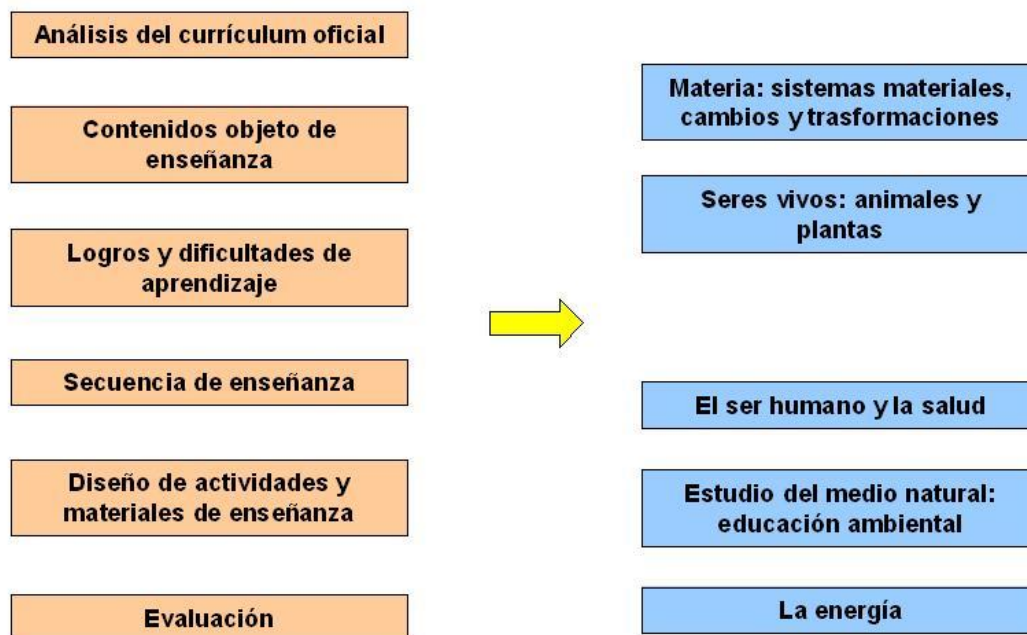 Análisis del currículum oficial
Contenidos objeto de
enseñanza
Logros y dificultades de
aprendizaje
Secuencia de enseñanza
Diseño de actividades y
materiales de enseñanza
Evaluación
Materia: sistemas materiales,
cambios y trasformaciones
Seres vivos: animales y
plantas
El ser humano y la salud
Estudio del medio natural:
educación ambiental
La energía